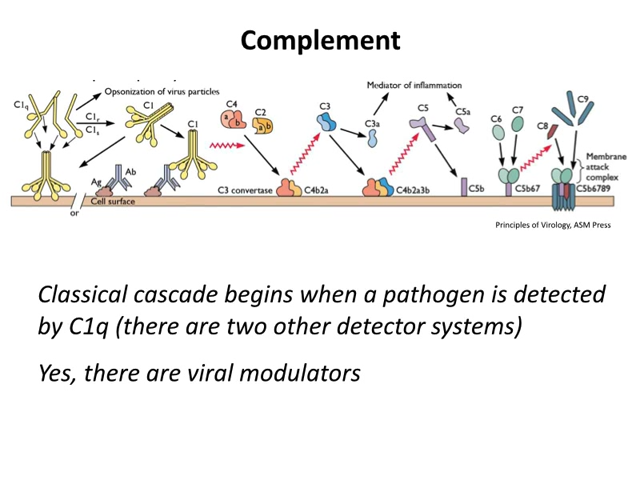 Complement
Opsonization of virus particles
Mediator of inflammation
C1q
C1r
C1s
C1
C1
C4
a b
C2
a b
C3
C3a
C5
C5a
C6
C7
C8
C9
Membrane
attack
complex
Ag
Ab
C3 convertase
C4b2a
C4b2a3b
C5b
C5b67
C5b6789
Cell surface
or
Principles of Virology, ASM Press
Classical cascade begins when a pathogen is detected
by C1q (there are two other detector systems)
Yes, there are viral modulators